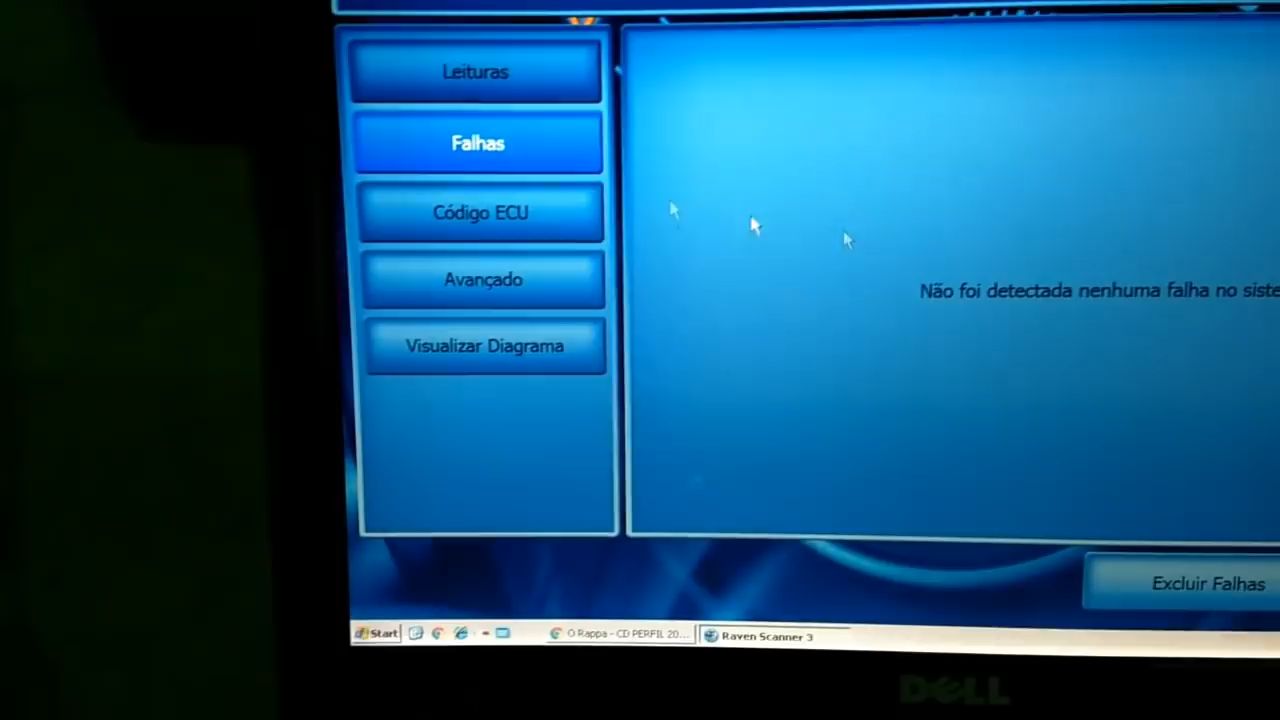 Leituras
Falhas
Código ECU
Avançado
Visualizar Diagrama
Não foi detectada nenhuma falha no siste
Excluir Falhas
Start
O Rappa - CD PERFIL 20...
Raven Scanner 3
DELL